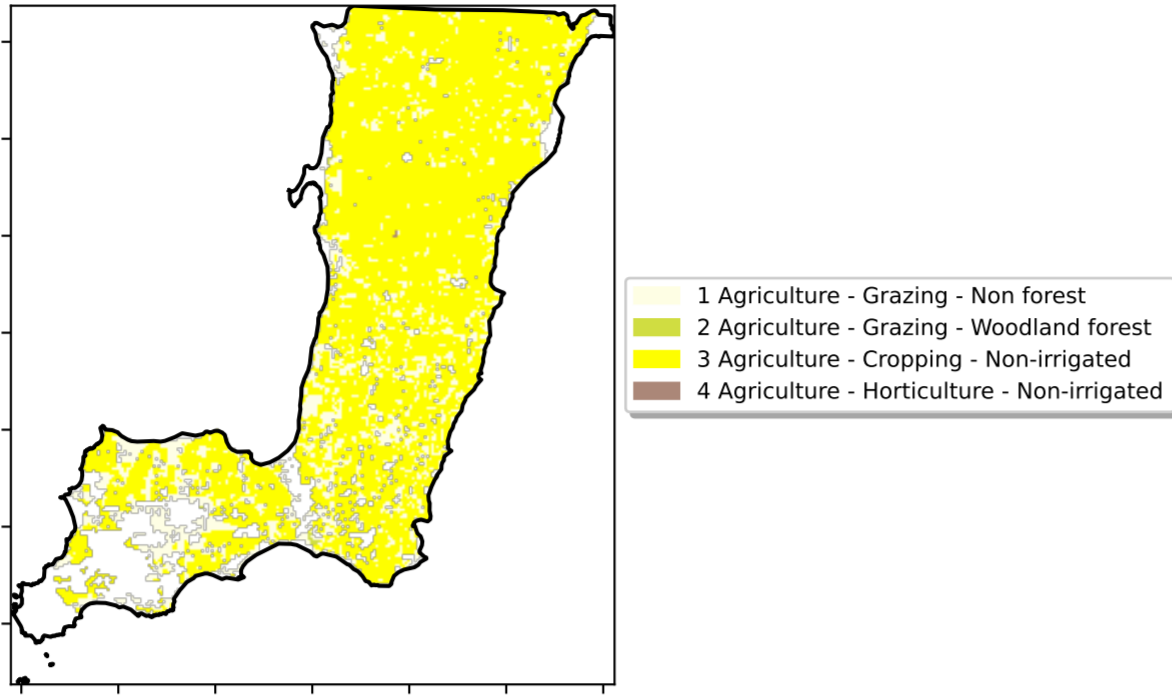 1 Agriculture - Grazing - Non forest
2 Agriculture - Grazing - Woodland forest
3 Agriculture - Cropping - Non-irrigated
4 Agriculture - Horticulture - Non-irrigated